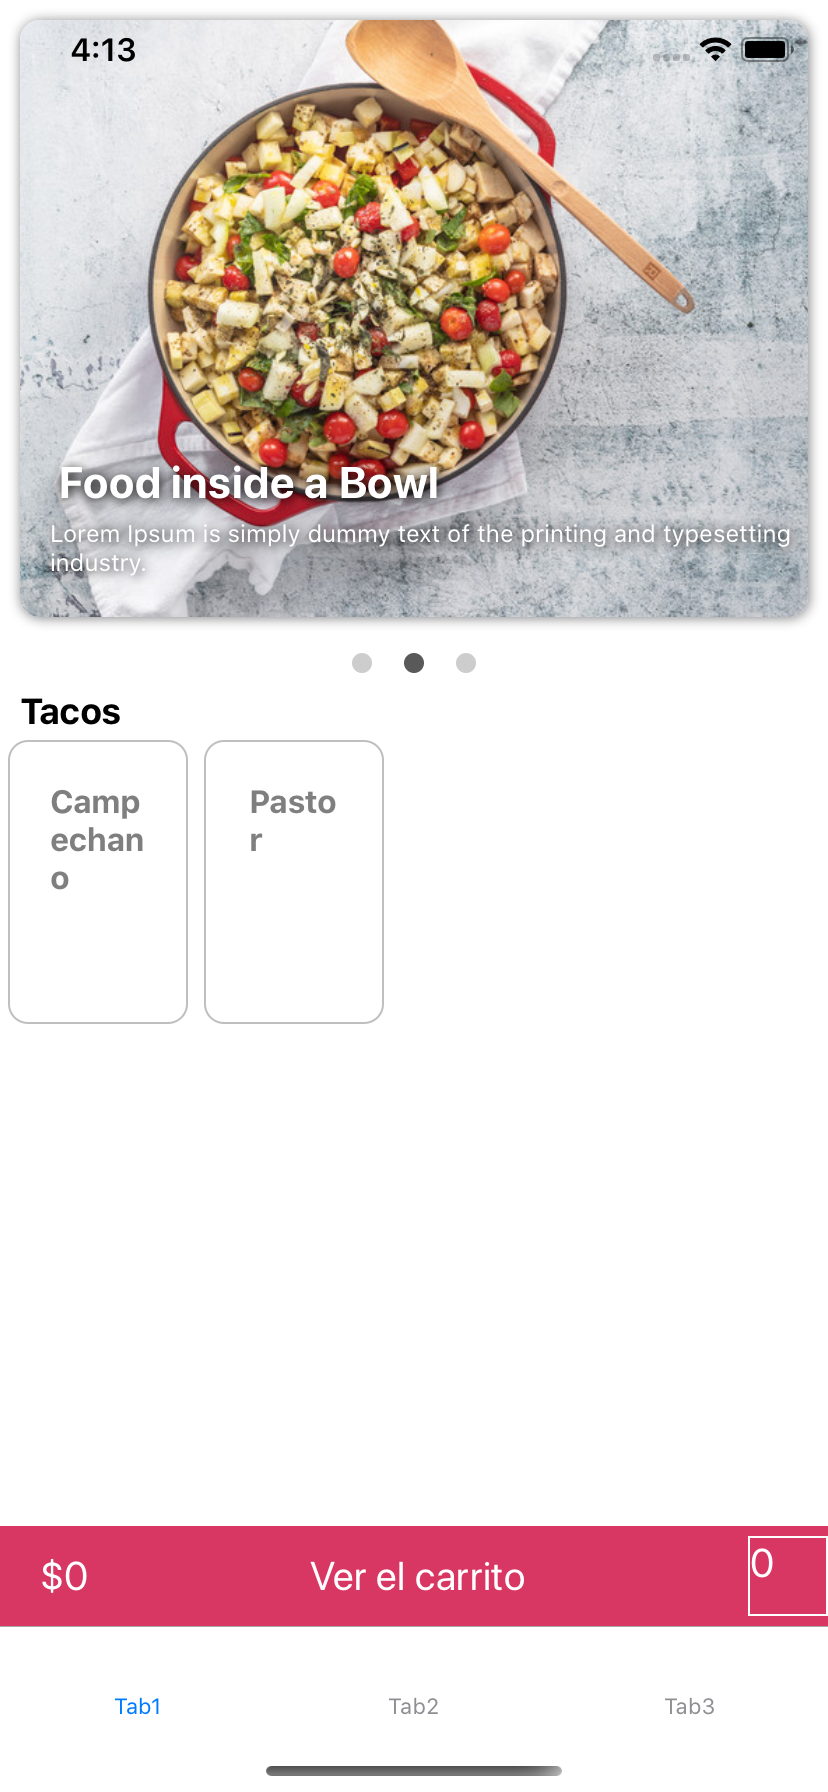 4:13
Food inside a Bowl
Lorem Ipsum is simply dummy text of the printing and typesetting
industry.
Tacos
Camp
echan
o
Pasto
r
$0
Ver el carrito
0
Tab1
Tab2
Tab3